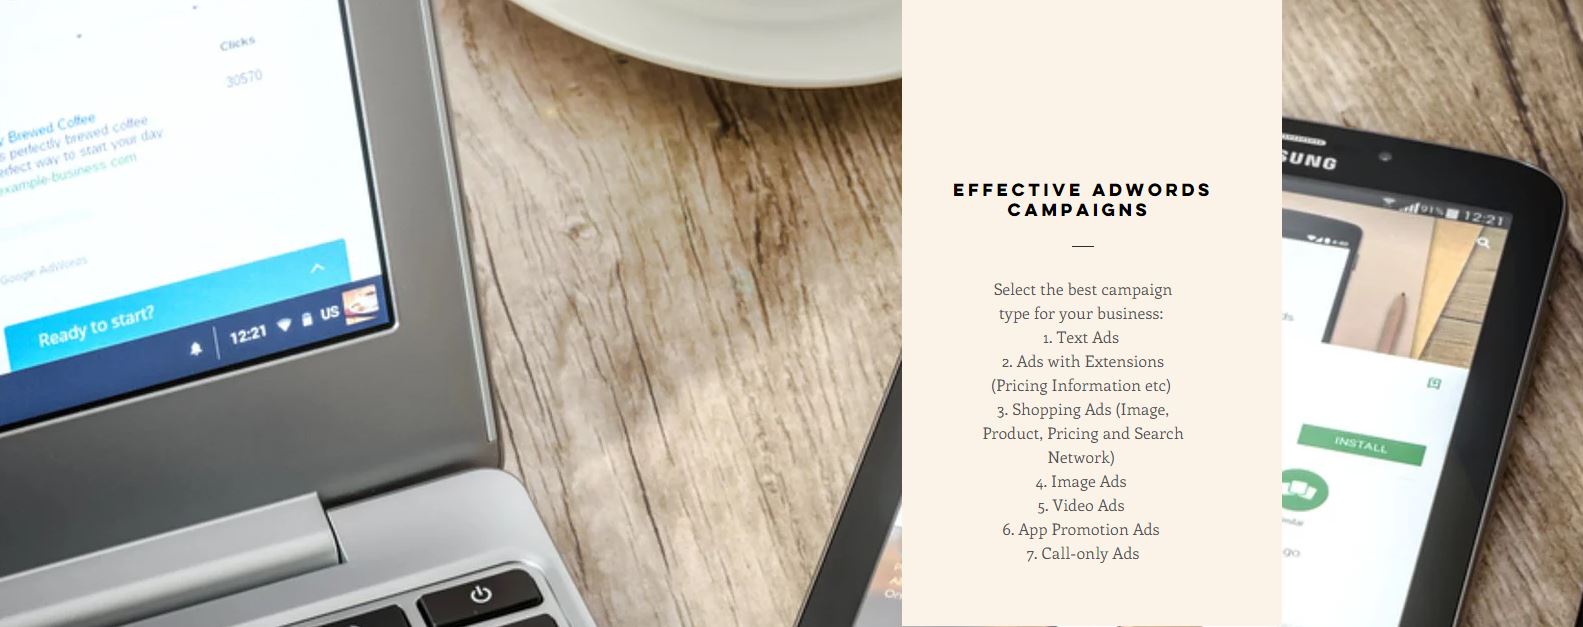 Clicks
30570
Brewed Coffee
perfectly brewed coffee
way to start your day
example-business.com
Google AdWords
Ready to start?
12:21 US
EFFECTIVE ADWORDS
CAMPAIGNS
Select the best campaign
type for your business:
1. Text Ads
2. Ads with Extensions
(Pricing Information etc)
3. Shopping Ads (Image,
Product, Pricing and Search
Network)
4. Image Ads
5. Video Ads
6. App Promotion Ads
7. Call-only Ads
SUNG
91% 12:21
INSTALL